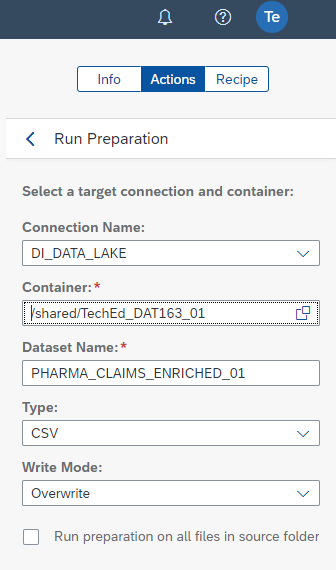 Te
Info Actions Recipe
Run Preparation
Select a target connection and container:
Connection Name:
DI_DATA_LAKE
Container:*
/shared/TechEd_DAT163_01
Dataset Name:*
PHARMA_CLAIMS_ENRICHED_01
Type:
CSV
Write Mode:
Overwrite
Run preparation on all files in source folder